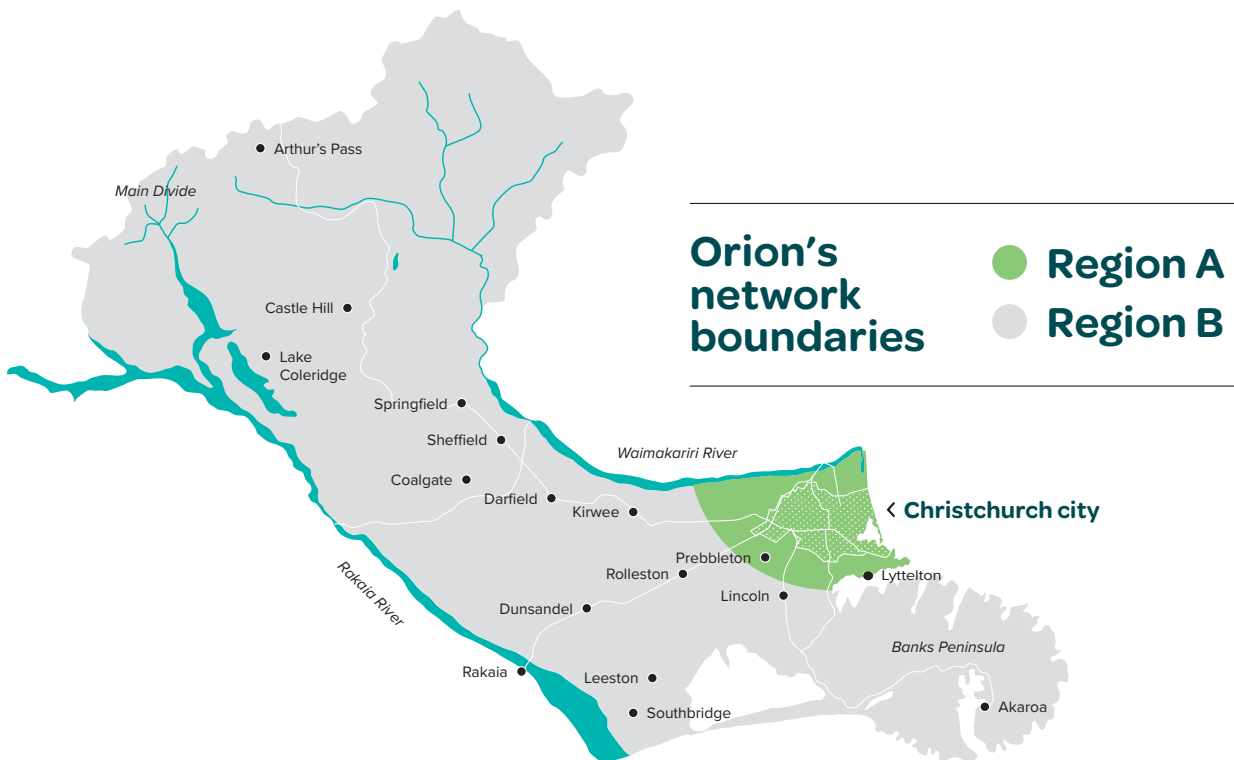 Arthur's Pass
Main Divide
Orion's
network
boundaries
Region A
Region B
Castle Hill
Lake
Coleridge
Springfield
Sheffield
Waimakariri River
Coalgate
Darfield
Kirwee
Christchurch city
Prebbleton
Rolleston
Lyttelton
Lincoln
Rakaia River
Dunsandel
Banks Peninsula
Rakaia
Leeston
Southbridge
Akaroa